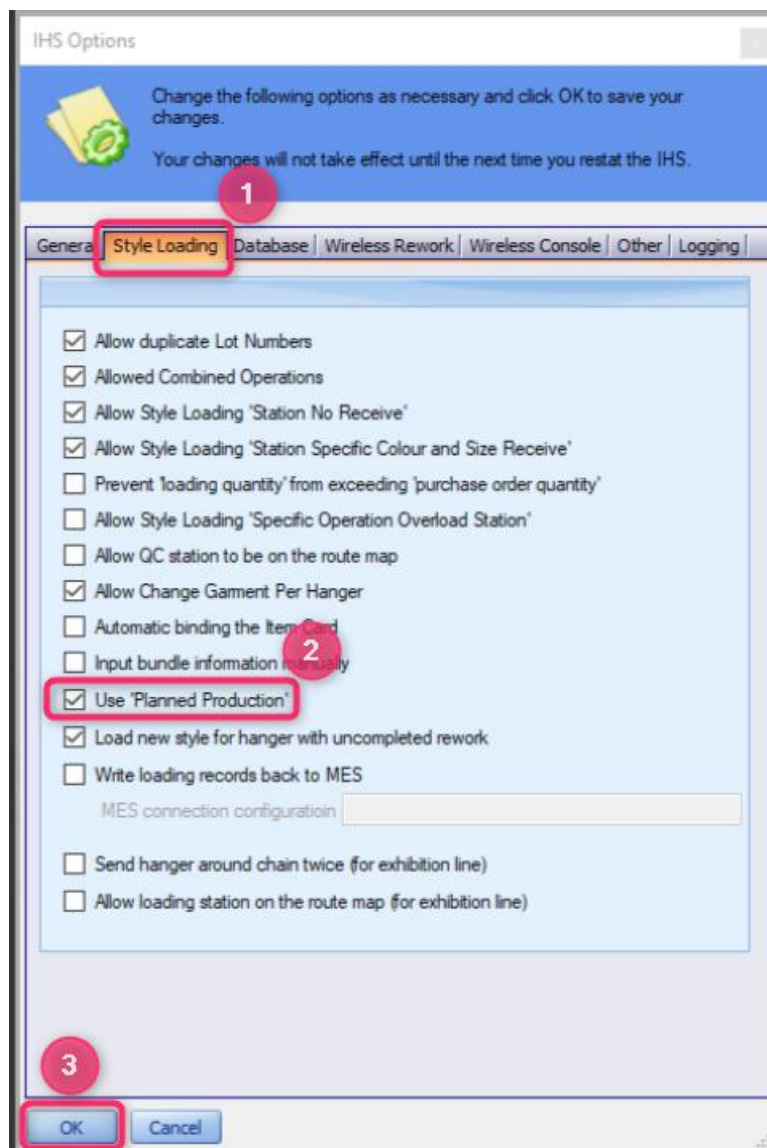 IHS Options
Change the following options as necessary and click OK to save your
changes.
Your changes will not take effect until the next time you restat the IHS.
1
General Style Loading Database Wireless Rework Wireless Console Other Logging
Allow duplicate Lot Numbers
Allowed Combined Operations
Allow Style Loading 'Station No Receive'
Allow Style Loading 'Station Specific Colour and Size Receive'
Prevent 'loading quantity' from exceeding 'purchase order quantity'
Allow Style Loading 'Specific Operation Overload Station'
Allow QC station to be on the route map
Allow Change Garment Per Hanger
Automatic binding the Item Card
2
Input bundle information manually
Use 'Planned Production'
Load new style for hanger with uncompleted rework
Write loading records back to MES
MES connection configuratioin
Send hanger around chain twice (for exhibition line)
Allow loading station on the route map (for exhibition line)
3
OK Cancel